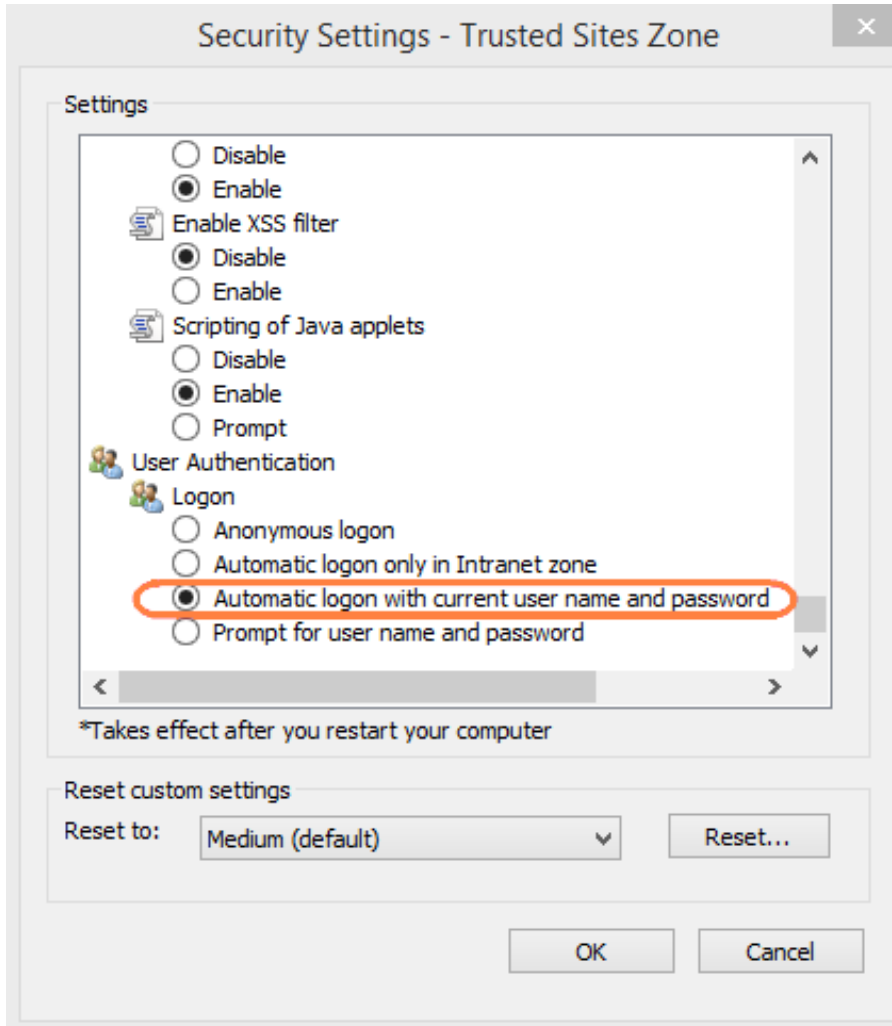 Security Settings - Trusted Sites Zone
Settings
Disable
Enable
Enable XSS filter
Disable
Enable
Scripting of Java applets
Disable
Enable
Prompt
User Authentication
Logon
Anonymous logon
Automatic logon only in Intranet zone
Automatic logon with current user name and password
Prompt for user name and password
*Takes effect after you restart your computer
Reset custom settings
Reset to: Medium (default) Reset...
OK Cancel